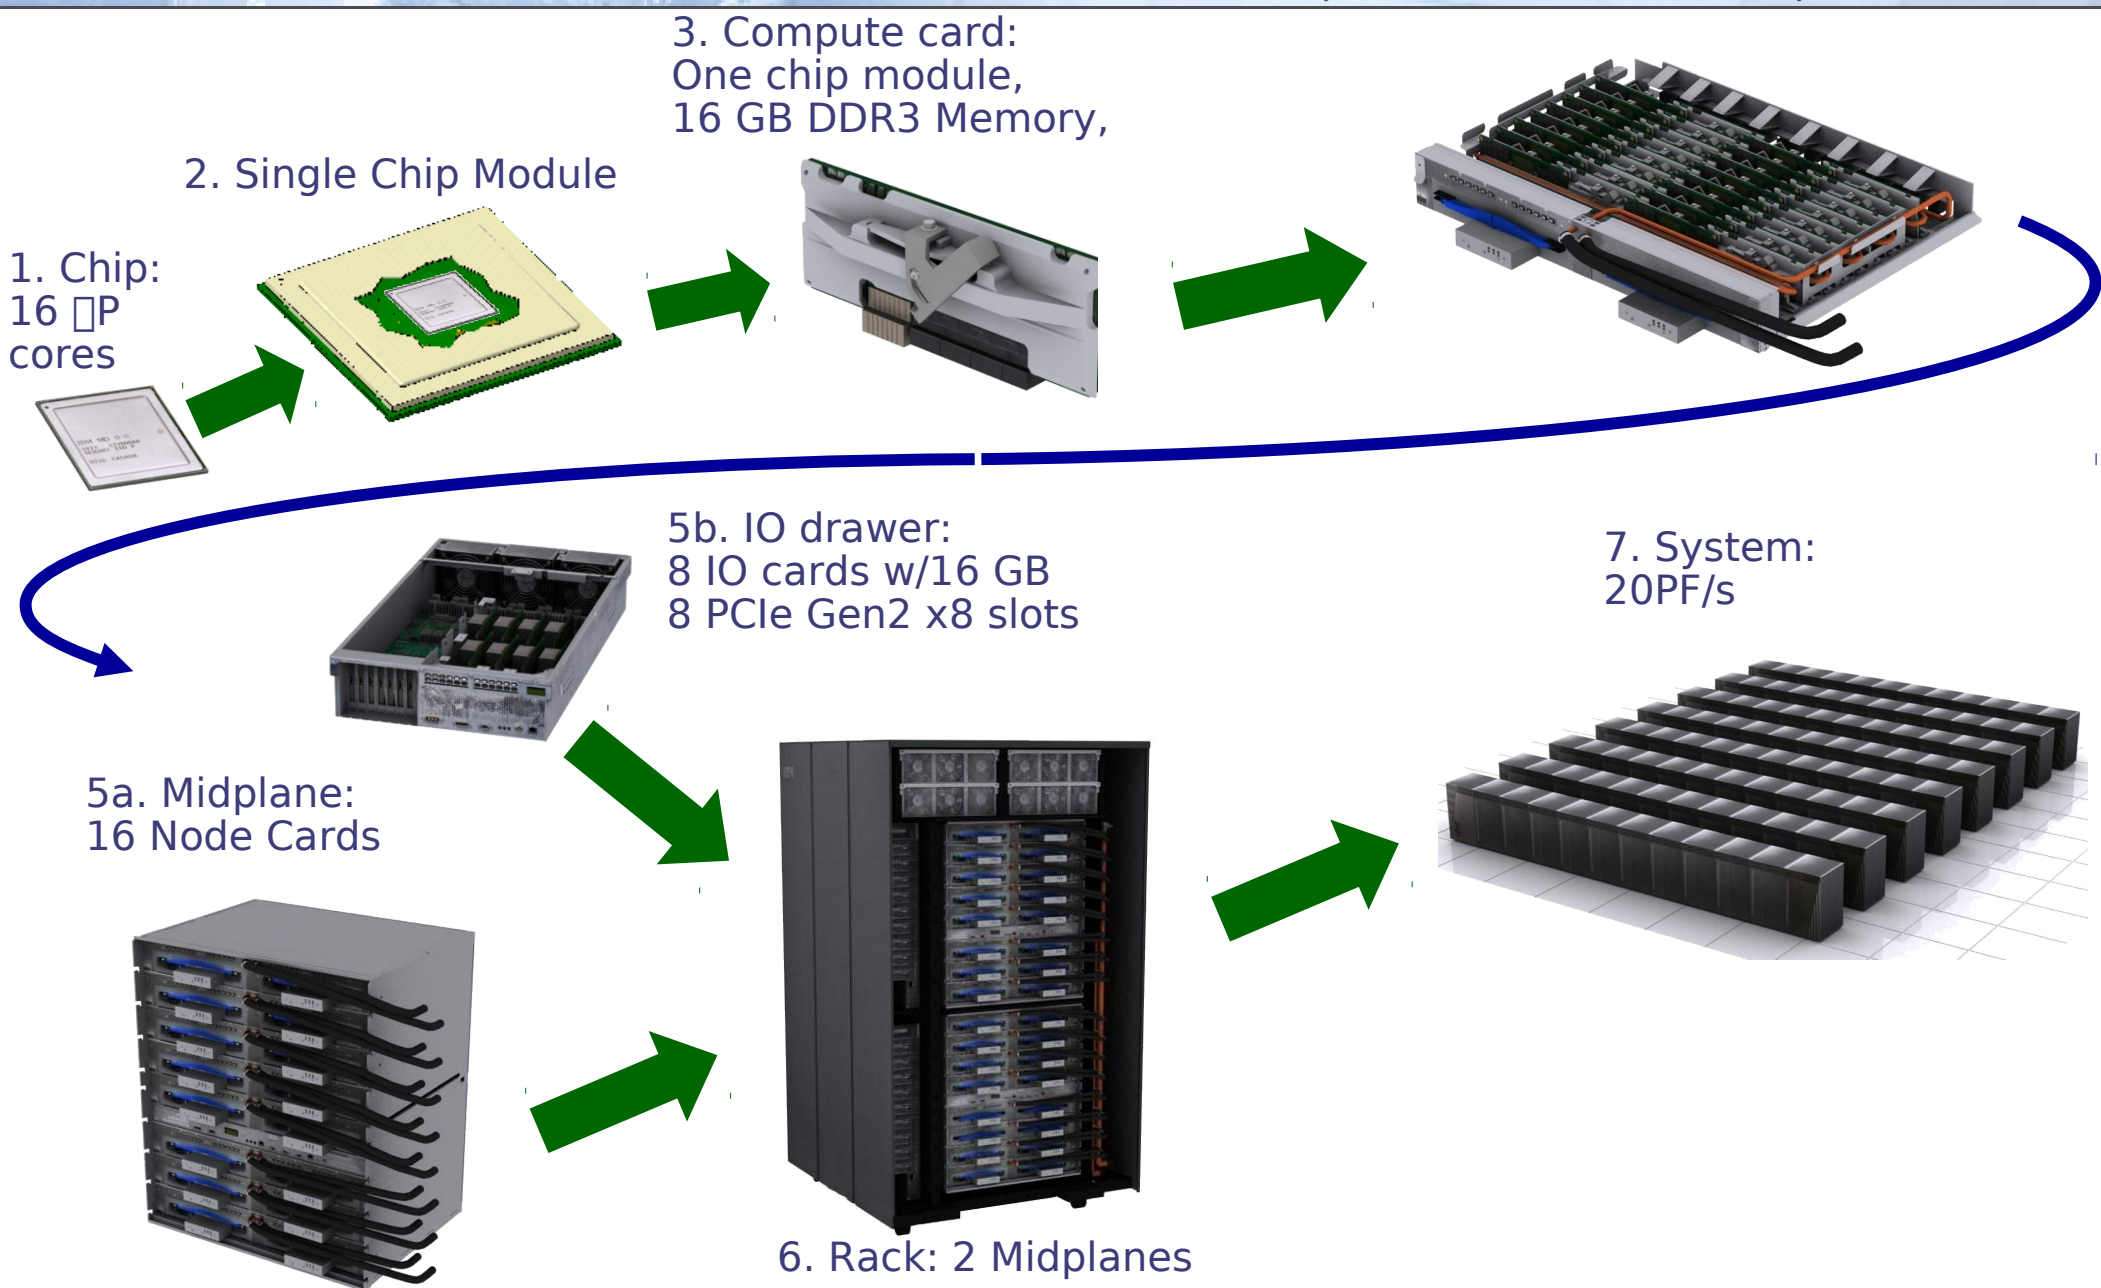 3. Compute card:
One chip module,
16 GB DDR3 Memory,
2. Single Chip Module
1. Chip:
16 □P
cores
5b. IO drawer:
8 IO cards w/16 GB
8 PCIe Gen2 x8 slots
7. System:
20PF/s
5a. Midplane:
16 Node Cards
6. Rack: 2 Midplanes